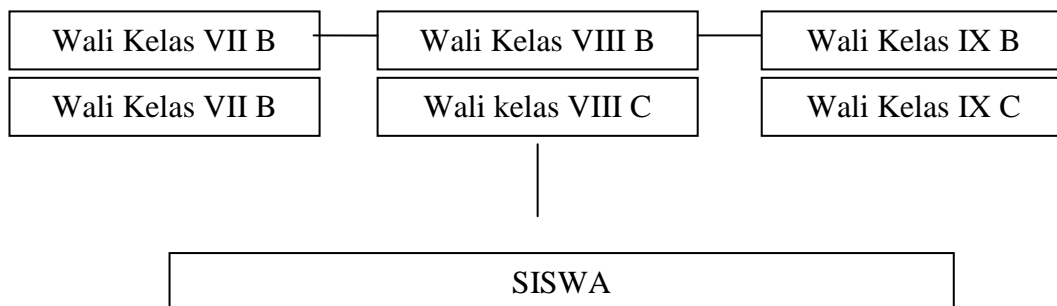 Wali Kelas VII B Wali Kelas VIII B Wali Kelas IX B
Wali Kelas VII B Wali kelas VIII C Wali Kelas IX C
SISWA